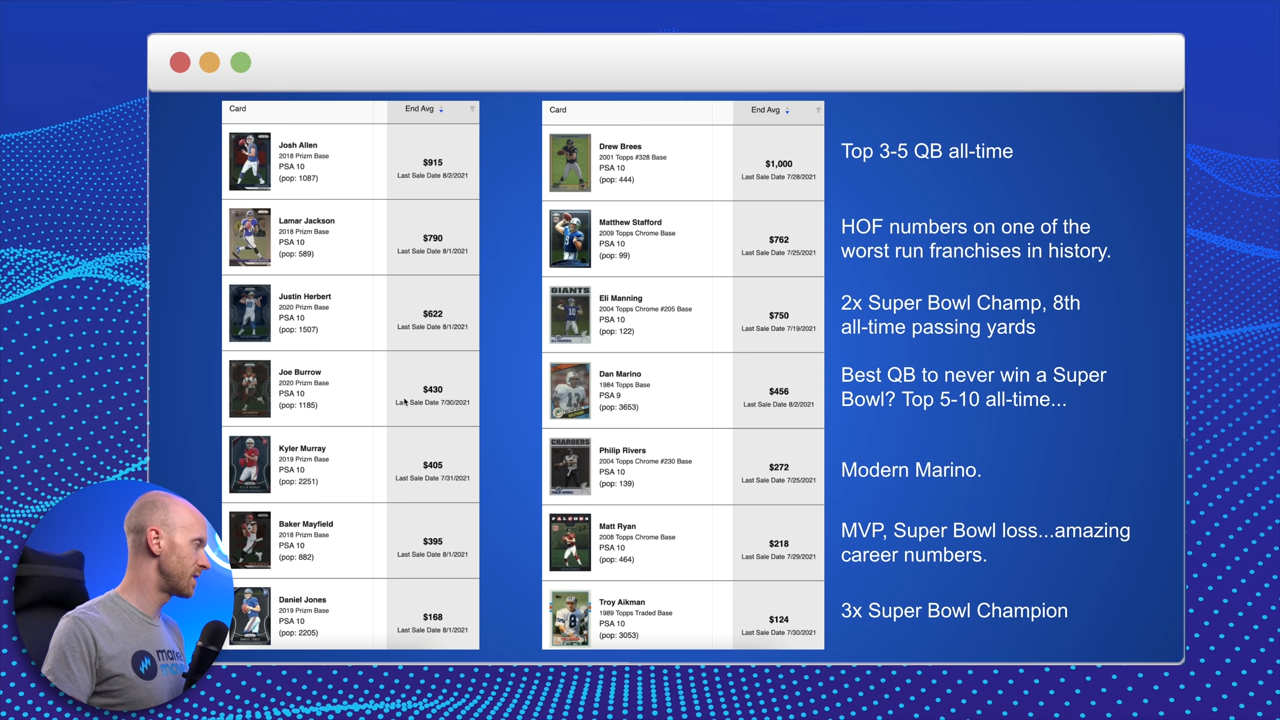 Card
End Avg
Josh Allen
2018 Prizm Base
PSA 10
(pop: 1087)
$915
Last Sale Date 8/2/2021
Lamar Jackson
2018 Prizm Base
PSA 10
(pop: 589)
$790
Last Sale Date 8/1/2021
Justin Herbert
2020 Prizm Base
PSA 10
(pop: 1507)
$622
Last Sale Date 8/1/2021
Joe Burrow
2020 Prizm Base
PSA 10
(pop: 1185)
$430
Last Sale Date 7/30/2021
Kyler Murray
2019 Prizm Base
PSA 10
(pop: 2251)
$405
Last Sale Date 7/31/2021
Baker Mayfield
2018 Prizm Base
PSA 10
(pop: 882)
$395
Last Sale Date 8/1/2021
Daniel Jones
2019 Prizm Base
PSA 10
(pop: 2205)
$168
Last Sale Date 8/1/2021
Card
End Avg
Drew Brees
2001 Topps #328 Base
PSA 10
(pop: 444)
$1,000
Last Sale Date 7/28/2021
Matthew Stafford
2009 Topps Chrome Base
PSA 10
(pop: 99)
$762
Last Sale Date 7/25/2021
GIANTS
Eli Manning
2004 Topps Chrome #205 Base
PSA 10
(pop: 122)
$750
Last Sale Date 7/19/2021
Dan Marino
1984 Topps Base
PSA 9
(pop: 3653)
$456
Last Sale Date 8/2/2021
CHARGERS
Philip Rivers
2004 Topps Chrome #230 Base
PSA 10
(pop: 139)
$272
Last Sale Date 7/25/2021
FALCONS
Matt Ryan
2008 Topps Chrome Base
PSA 10
(pop: 464)
$218
Last Sale Date 7/29/2021
Troy Aikman
1989 Topps Traded Base
PSA 10
(pop: 3053)
$124
Last Sale Date 7/30/2021
Top 3-5 QB all-time
HOF numbers on one of the
worst run franchises in history.
2x Super Bowl Champ, 8th
all-time passing yards
Best QB to never win a Super
Bowl? Top 5-10 all-time...
Modern Marino.
MVP, Super Bowl loss...amazing
career numbers.
3x Super Bowl Champion